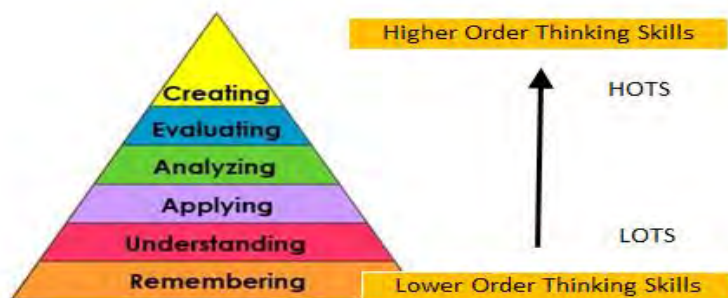 Higher Order Thinking Skills
HOTS
Creating
Evaluating
Analyzing
Applying
Understanding
LOTS
Remembering
Lower Order Thinking Skills